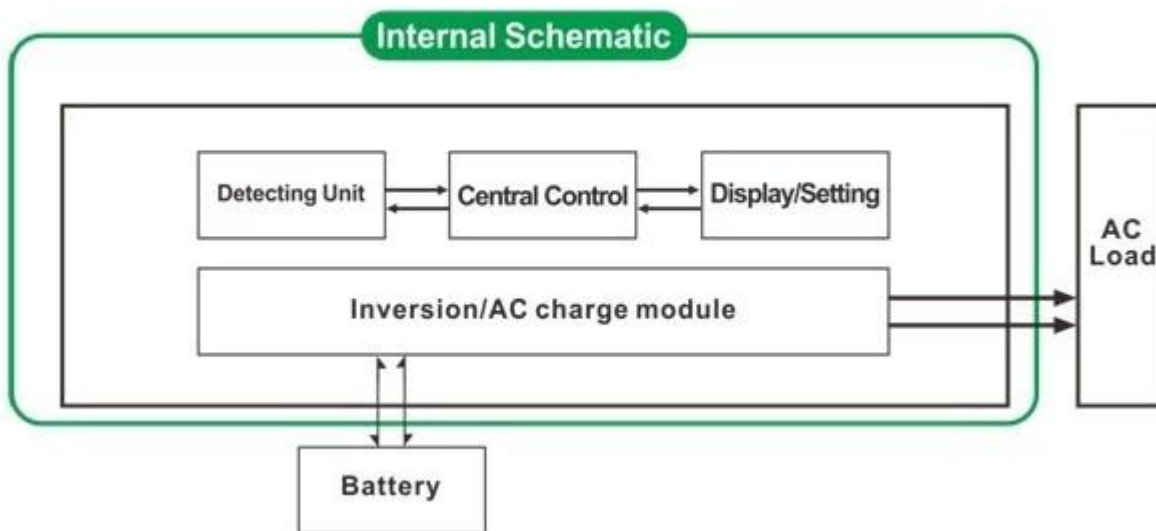 Internal Schematic
Detecting Unit
Central Control
Display/Setting
AC
Load
Inversion/AC charge module
Battery